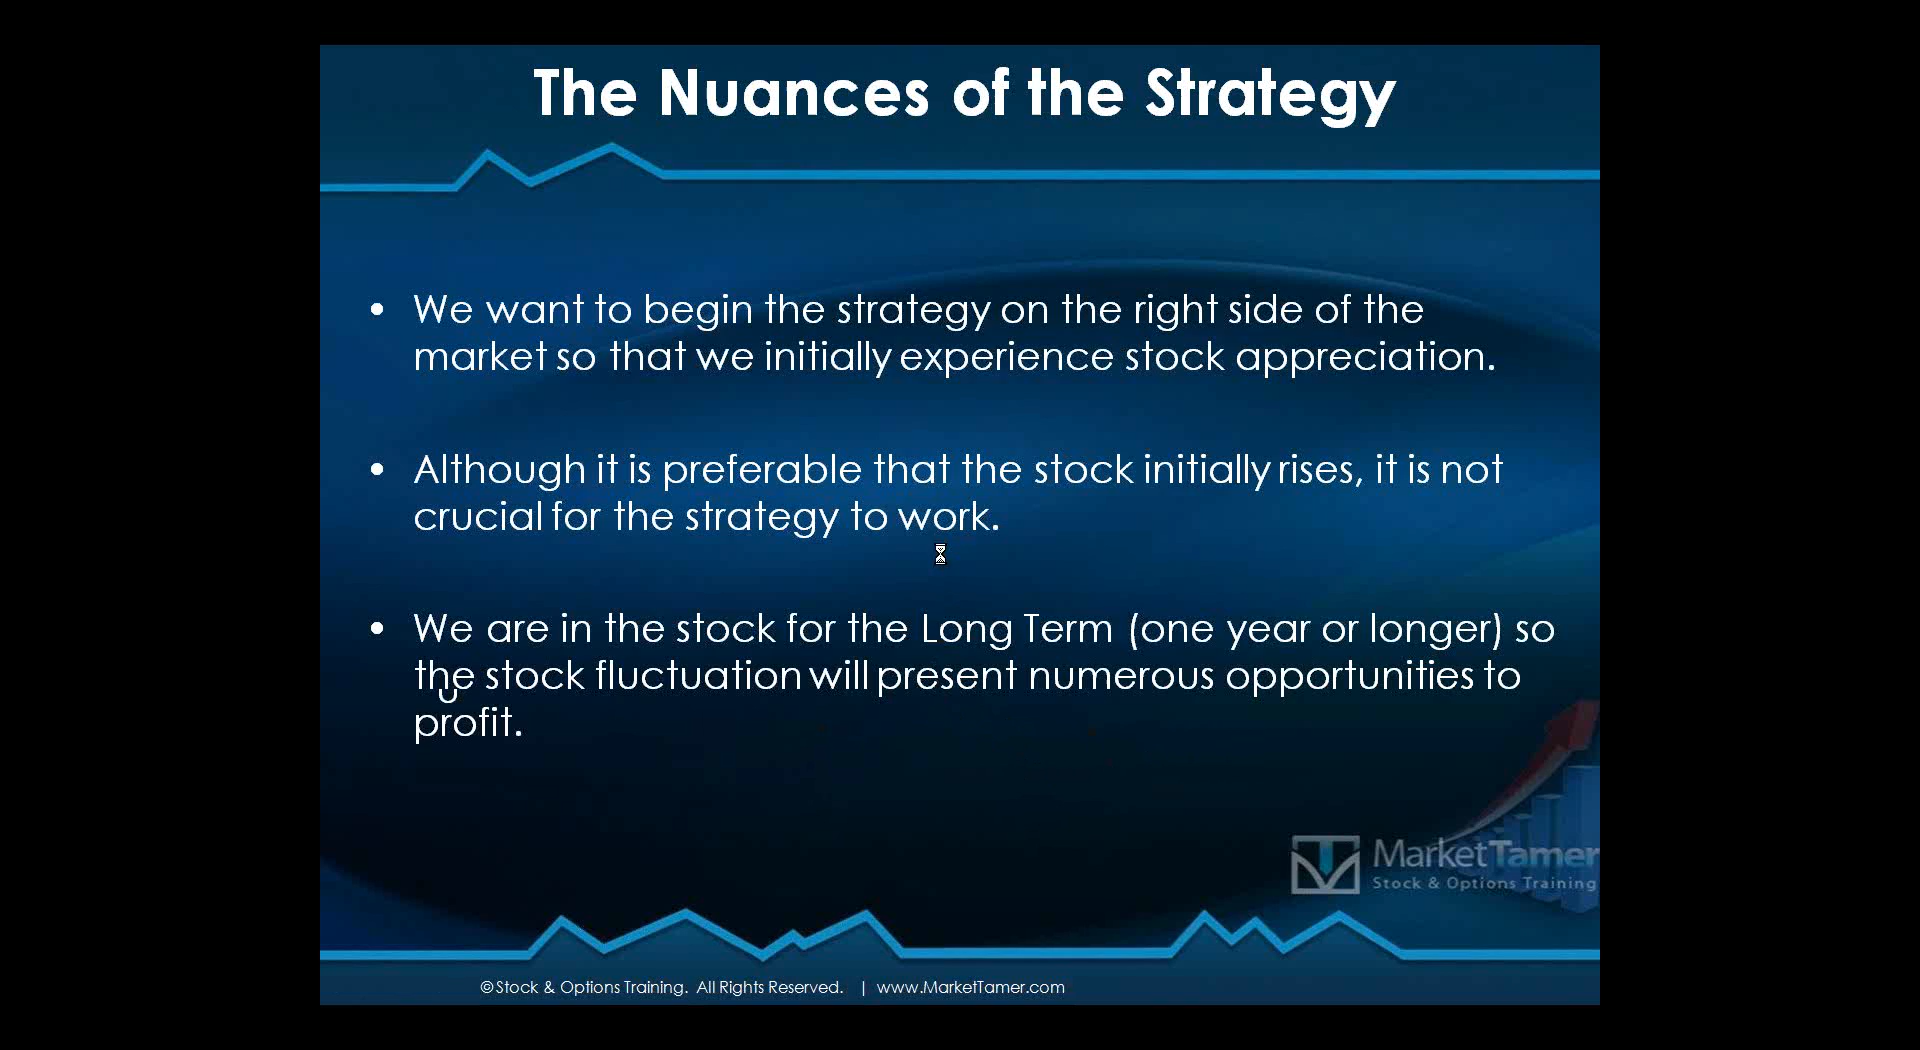 The Nuances of the Strategy
• We want to begin the strategy on the right side of the
market so that we initially experience stock appreciation.
• Although it is preferable that the stock initially rises, it is not
crucial for the strategy to work.
• We are in the stock for the Long Term (one year or longer) so
the stock fluctuation will present numerous opportunities to
profit.
MarketTamer
Stock & Options Training
©Stock & Options Training. All Rights Reserved. | www.MarketTamer.com